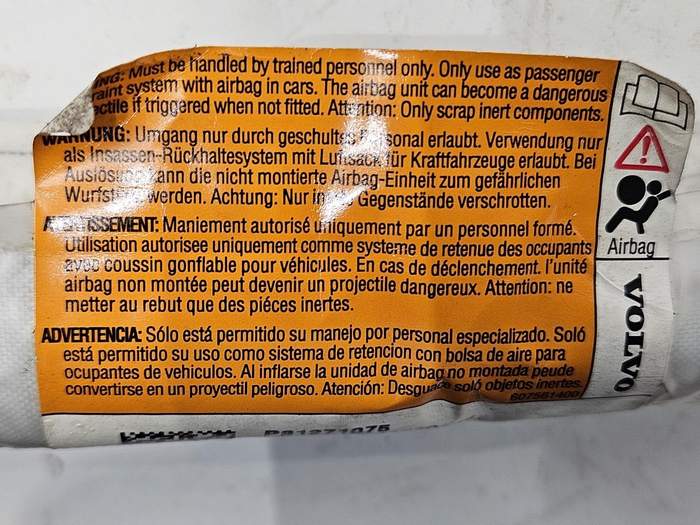 NG: Must be handled by trained personnel only. Only use as passenger
raint system with airbag in cars. The airbag unit can become a dangerous
ectile if triggered when not fitted. Attention: Only scrap inert components.
WARNUNG: Umgang nur durch geschultes onal erlaubt. Verwendung nur
als Insassen-Rückhaltesystem mit Luftsack für Kraftfahrzeuge erlaubt. Bei
Auslösung kann die nicht montierte Airbag-Einheit zum gefährlichen
werden. Achtung: Nur Gegenstände verschrotten.
AVERTISSEMENT: Maniement autorisé uniquement par un personnel formé.
Utilisation autorisee uniquement comme systeme de retenue des occupants
avec coussin gonflable pour véhicules. En cas de déclenchement. l'unité
airbag non montée peut devenir un projectile dangereux. Attention: ne
metter au rebut que des piéces inertes.
ADVERTENCIA: Sólo está permitido su manejo por personal especializado. Soló
está permitido su uso como sistema de retencion con bolsa de aire para
ocupantes de vehiculos. Al inflarse la unidad de airbag no montada peude
convertirse en un proyectil peligroso. Atención: Desguace soló objetos inertes.
607561400
Airbag
VOLVO
P31271075